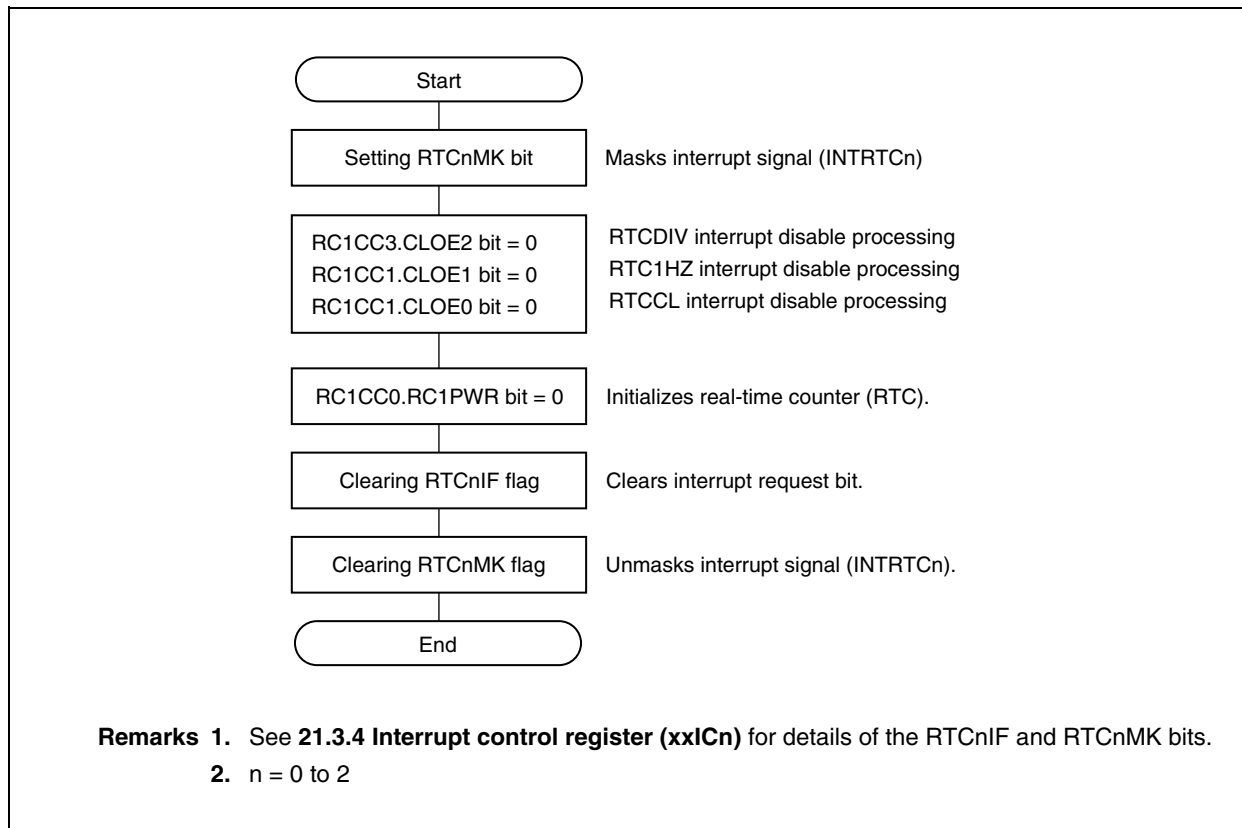 Start
Setting RTCnMK bit Masks interrupt signal (INTRTCn)
RC1CC3.CLOE2 bit = 0 RTCDIV interrupt disable processing
RC1CC1.CLOE1 bit = 0 RTC1HZ interrupt disable processing
RC1CC1.CLOE0 bit = 0 RTCCL interrupt disable processing
RC1CC0.RC1PWR bit = 0 Initializes real-time counter (RTC).
Clearing RTCnIF flag Clears interrupt request bit.
Clearing RTCnMK flag Unmasks interrupt signal (INTRTCn).
End
Remarks 1. See 21.3.4 Interrupt control register (xxICn) for details of the RTCnIF and RTCnMK bits.
2. n = 0 to 2